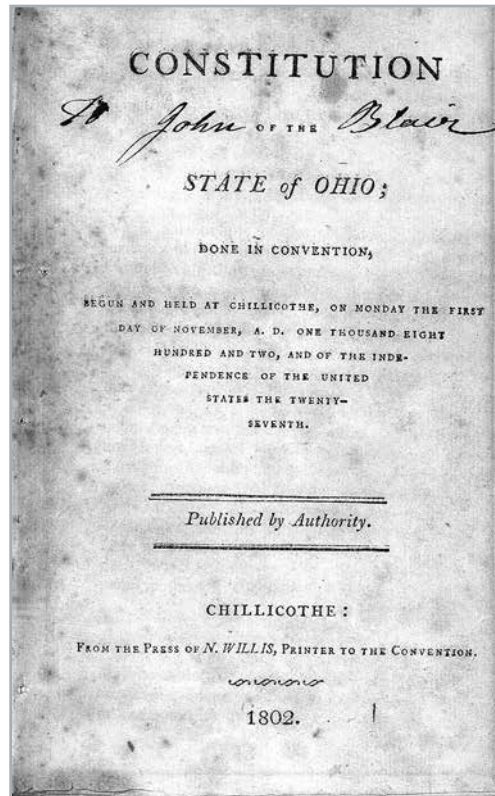 CONSTITUTION
To John OF THE Blair
STATE of OHIO;
DONE IN CONVENTION,
BEGUN AND HELD AT CHILLICOTHE, ON MONDAY THE FIRST
DAY OF NOVEMBER, A. D. ONE THOUSAND EIGHT
HUNDRED AND TWO, AND OF THE INDE-
PENDENCE OF THE UNITED
STATES THE TWENTY-
SEVENTH.
Published by Authority.
CHILLICOTHE:
FROM THE PRESS OF N. WILLIS, PRINTER TO THE CONVENTION.
1802.